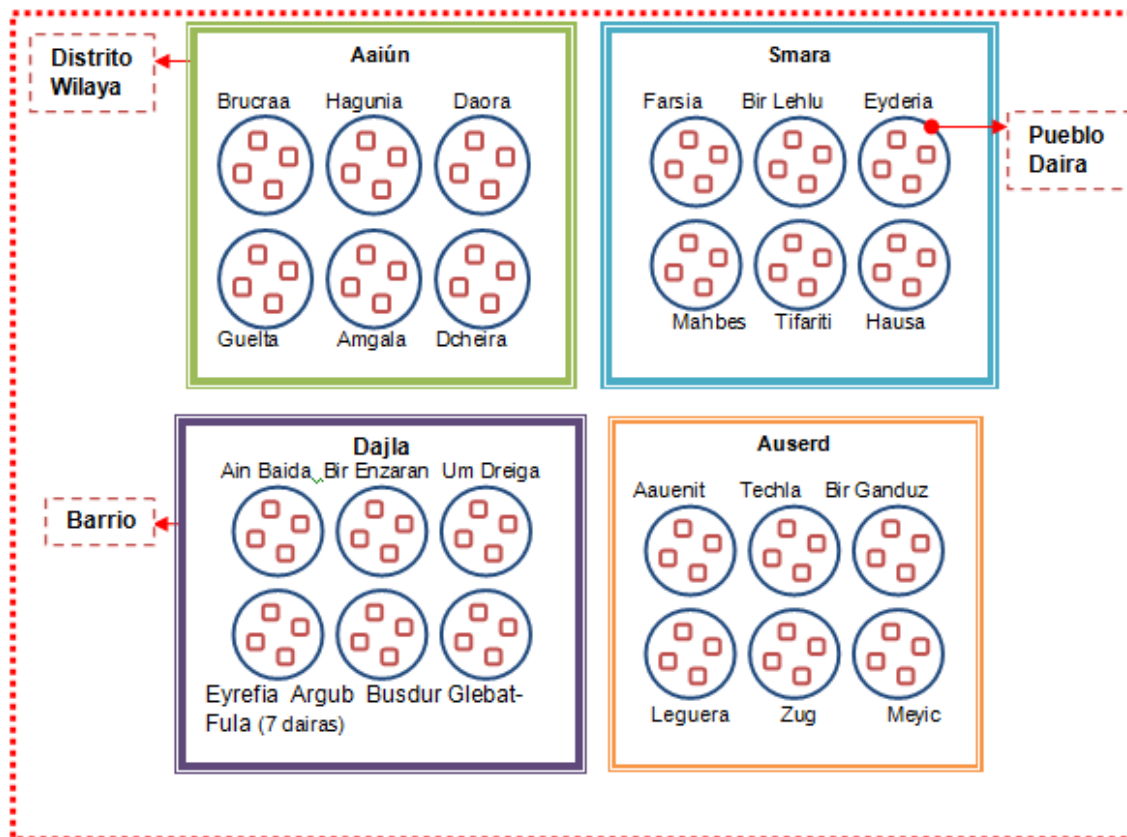 Distrito
Wilaya
Aaiún
Brucraa Hagunia Daora
Guelta Amgala Dcheira
Smara
Farsia Bir Lehlu Eyderia
Mahbes Tifariti Hausa
Pueblo
Daira
Barrio
Dajla
Ain Baida Bir Enzaran Um Dreiga
Eyrefia Argub Busdur Glebat-
Fula (7 dairas)
Auserd
Aauenit Techla Bir Ganduz
Leguera Zug Meyic